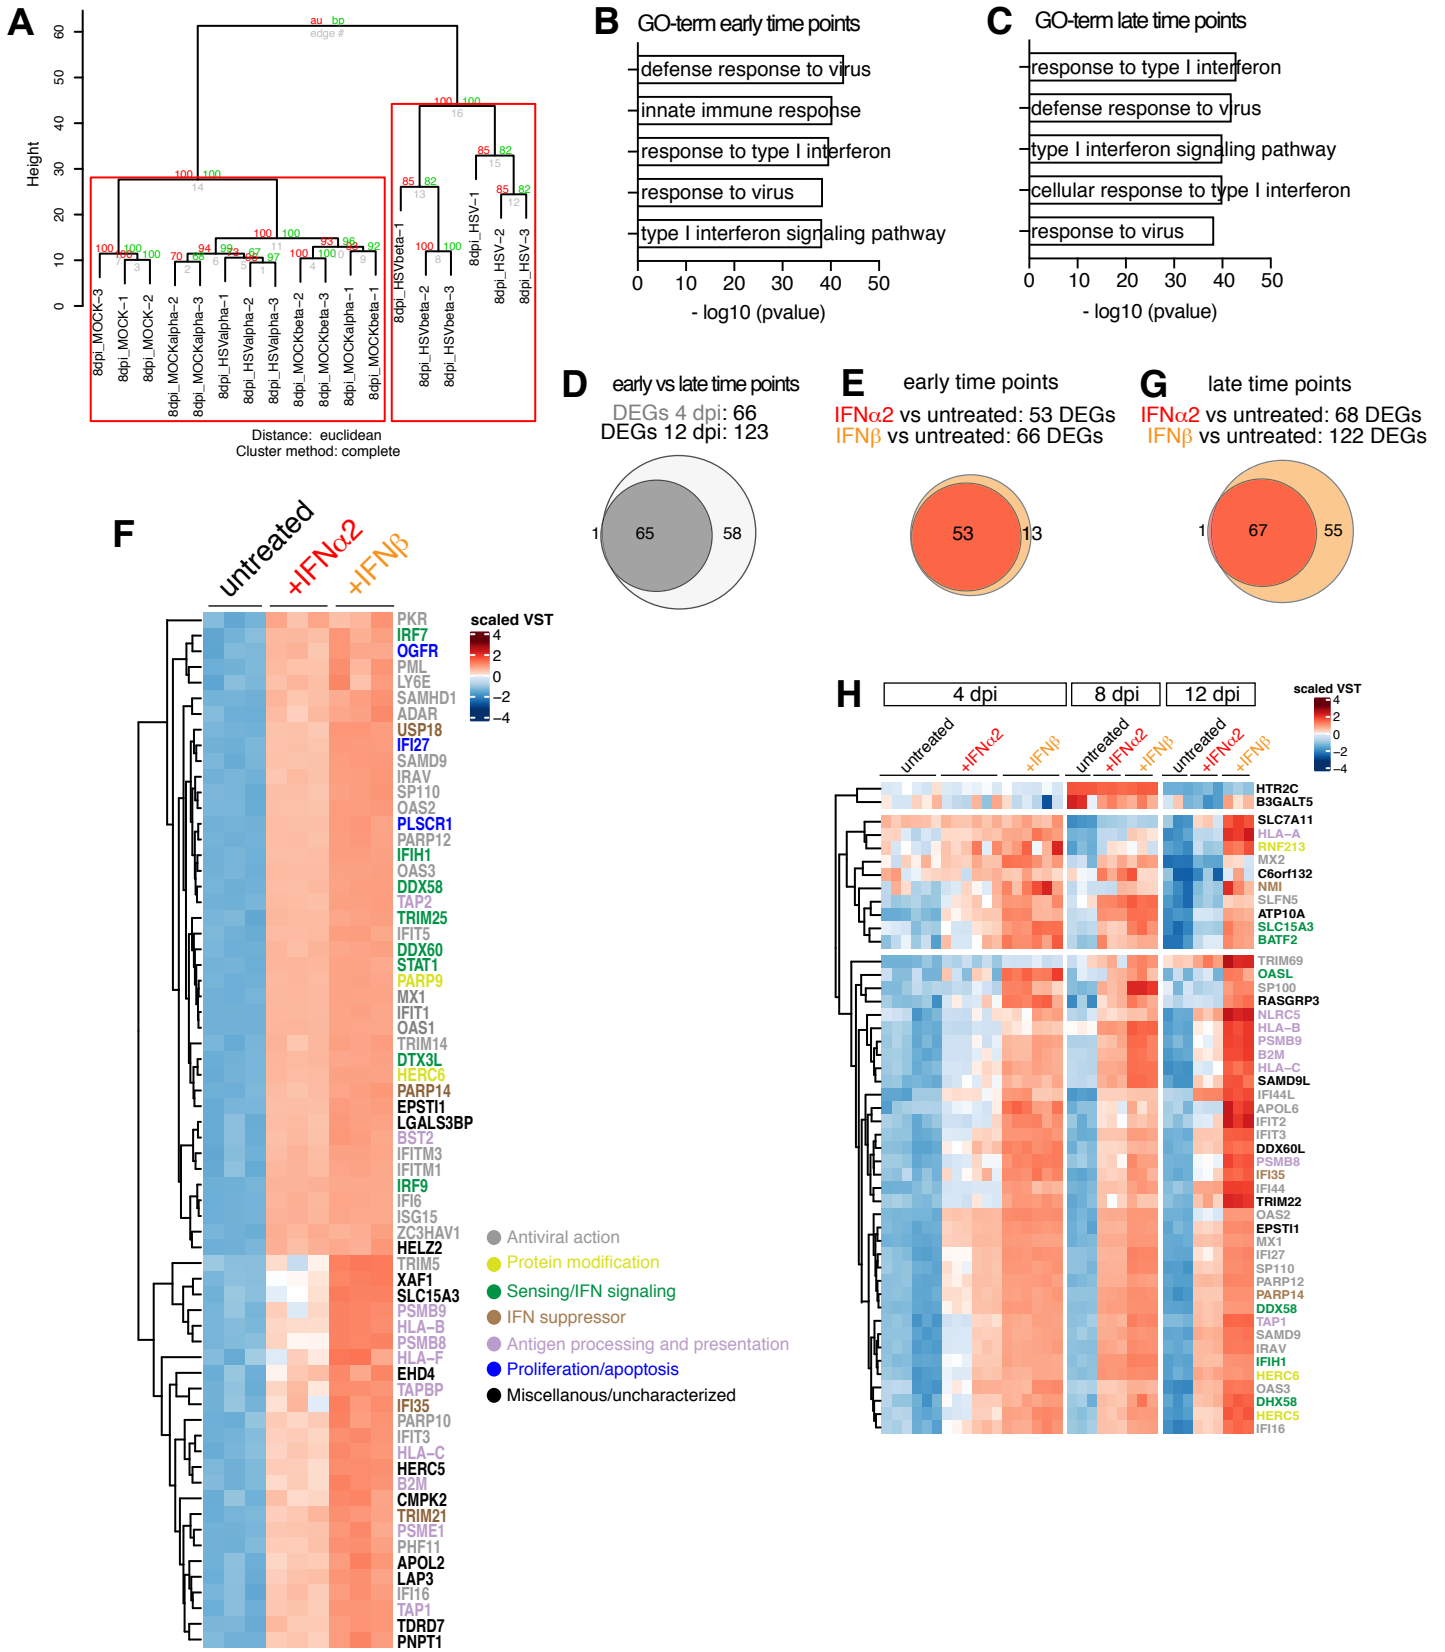 A
au bp
edge #
Height
60
50
40
30
20
10
0
100 100
16
85 82
15
85 82
13
85 82
12
100 100
8
100 100
14
100 100
11
100 100
7
100 100
3
94 99
70 68
2
97
1
93 96
100 100
4
92
9
8dpi_MOCK−3
8dpi_MOCK−1
8dpi_MOCK−2
8dpi_MOCKalpha−2
8dpi_MOCKalpha−3
8dpi_HSValpha−1
8dpi_HSValpha−2
8dpi_HSValpha−3
8dpi_MOCKbeta−2
8dpi_MOCKbeta−3
8dpi_MOCKalpha−1
8dpi_MOCKbeta−1
8dpi_HSVbeta−1
8dpi_HSVbeta−2
8dpi_HSVbeta−3
8dpi_HSV−1
8dpi_HSV−2
8dpi_HSV−3
Distance: euclidean
Cluster method: complete
B
GO-term early time points
defense response to virus
innate immune response
response to type I interferon
response to virus
type I interferon signaling pathway
0 10 20 30 40 50
- log10 (pvalue)
C
GO-term late time points
response to type I interferon
defense response to virus
type I interferon signaling pathway
cellular response to type I interferon
response to virus
0 10 20 30 40 50
- log10 (pvalue)
D
early vs late time points
DEGs 4 dpi: 66
DEGs 12 dpi: 123
1 65 58
E
early time points
IFNα2 vs untreated: 53 DEGs
IFNβ vs untreated: 66 DEGs
53 13
G
late time points
IFNα2 vs untreated: 68 DEGs
IFNβ vs untreated: 122 DEGs
1 67 55
F
untreated
+IFNα2
+IFNβ
scaled VST
4
2
0
−2
−4
PKR
IRF7
OGFR
PML
LY6E
SAMHD1
ADAR
USP18
IFI27
SAMD9
IRAV
SP110
OAS2
PLSCR1
PARP12
IFIH1
OAS3
DDX58
TAP2
TRIM25
IFIT5
DDX60
STAT1
PARP9
MX1
IFIT1
OAS1
TRIM14
DTX3L
HERC6
PARP14
EPSTI1
LGALS3BP
BST2
IFITM3
IFITM1
IRF9
IFI6
ISG15
ZC3HAV1
HELZ2
TRIM5
XAF1
SLC15A3
PSMB9
HLA−B
PSMB8
HLA−F
EHD4
TAPBP
IFI35
PARP10
IFIT3
HLA−C
HERC5
B2M
CMPK2
TRIM21
PSME1
PHF11
APOL2
LAP3
IFI16
TAP1
TDRD7
PNPT1
Antiviral action
Protein modification
Sensing/IFN signaling
IFN suppressor
Antigen processing and presentation
Proliferation/apoptosis
Miscellanous/uncharacterized
H
4 dpi
8 dpi
12 dpi
untreated
+IFNα2
+IFNβ
untreated
+IFNα2
+IFNβ
untreated
+IFNα2
+IFNβ
scaled VST
4
2
0
−2
−4
HTR2C
B3GALT5
SLC7A11
HLA−A
RNF213
MX2
C6orf132
NMI
SLFN5
ATP10A
SLC15A3
BATF2
TRIM69
OASL
SP100
RASGRP3
NLRC5
HLA−B
PSMB9
B2M
HLA−C
SAMD9L
IFI44L
APOL6
IFIT2
IFIT3
DDX60L
PSMB8
IFI35
IFI44
TRIM22
OAS2
EPSTI1
MX1
IFI27
SP110
PARP12
PARP14
DDX58
TAP1
SAMD9
IRAV
IFIH1
HERC6
OAS3
DHX58
HERC5
IFI16